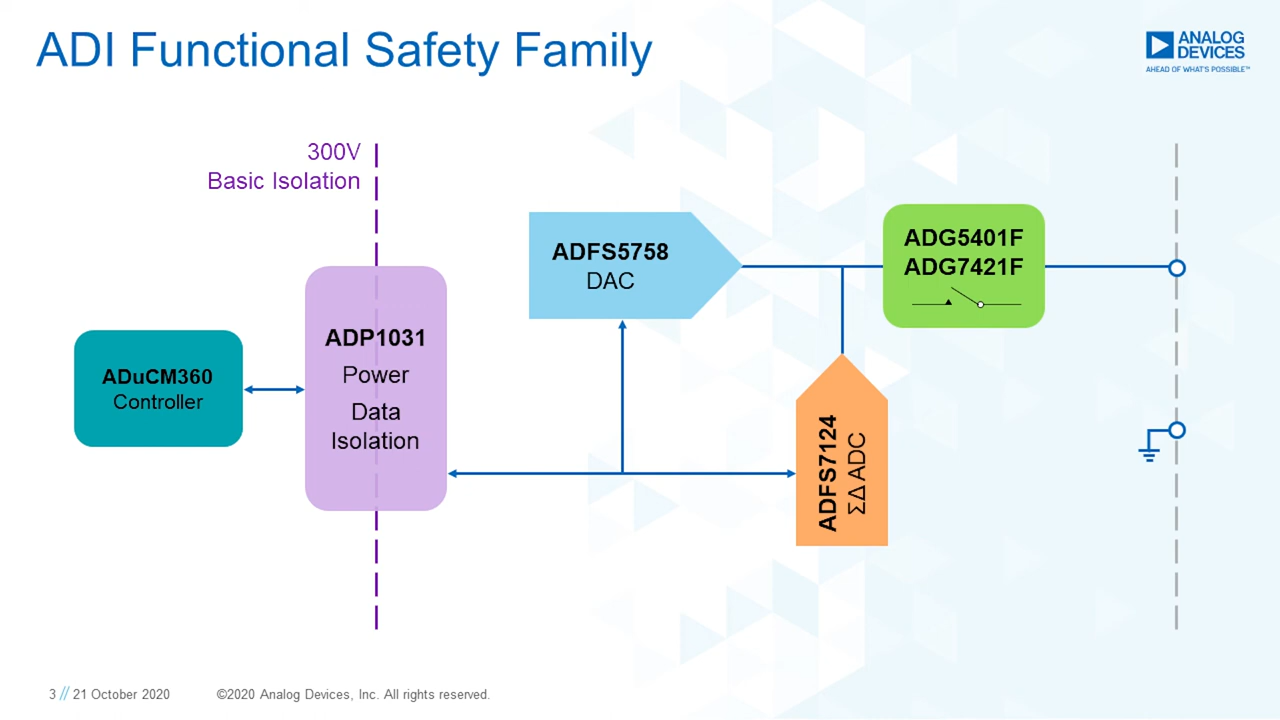 ADI Functional Safety Family
ANALOG
DEVICES
AHEAD OF WHAT'S POSSIBLE™
300V
Basic Isolation
ADFS5758
DAC
ADG5401F
ADG7421F
ADP1031
Power
Data
Isolation
ADuCM360
Controller
ADFS7124
ΣΔ ADC
3 // 21 October 2020
©2020 Analog Devices, Inc. All rights reserved.